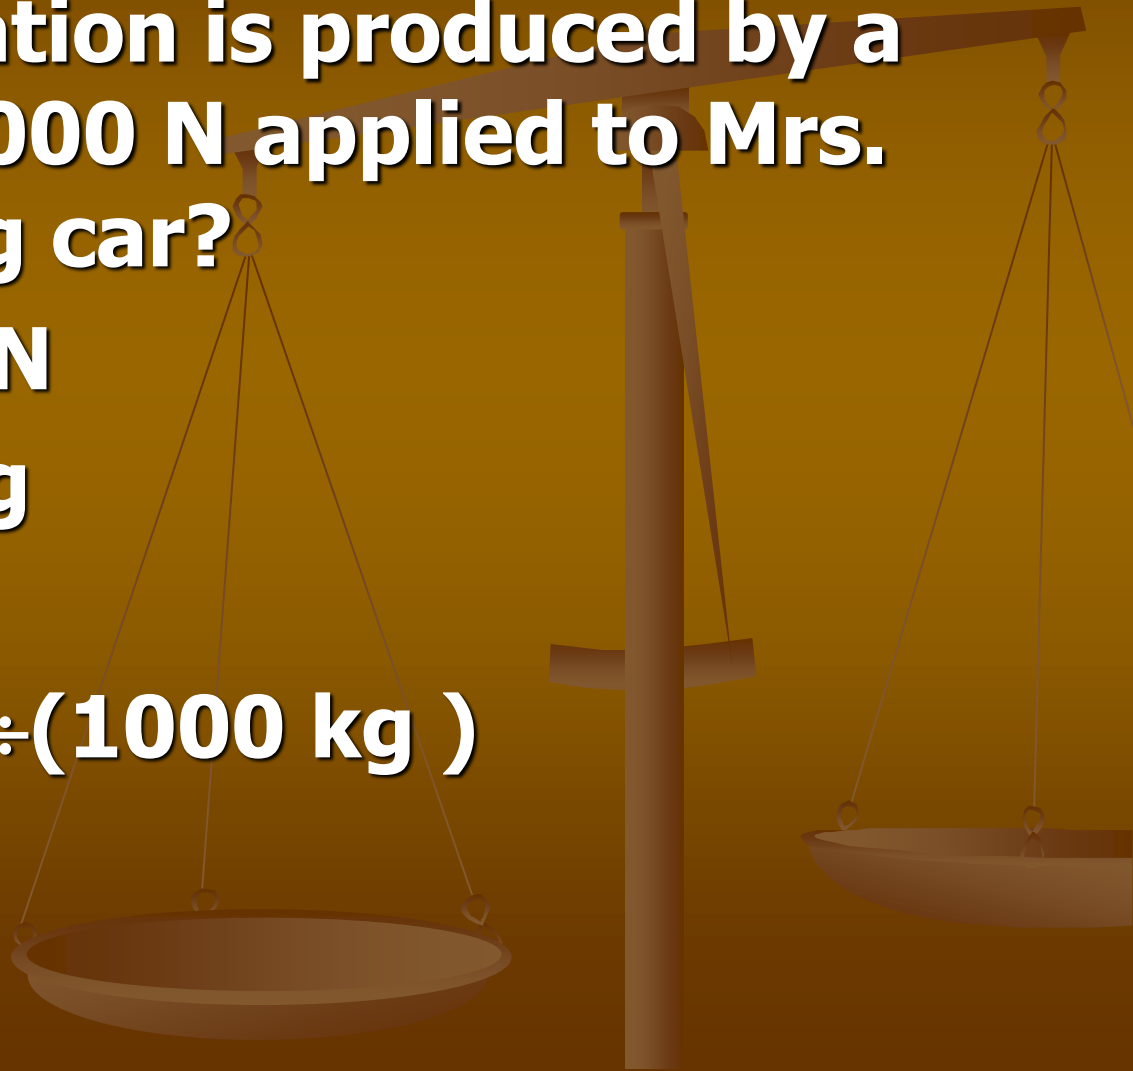 ation is produced by a
000 N applied to Mrs.
g car?
N
g
÷(1000 kg )